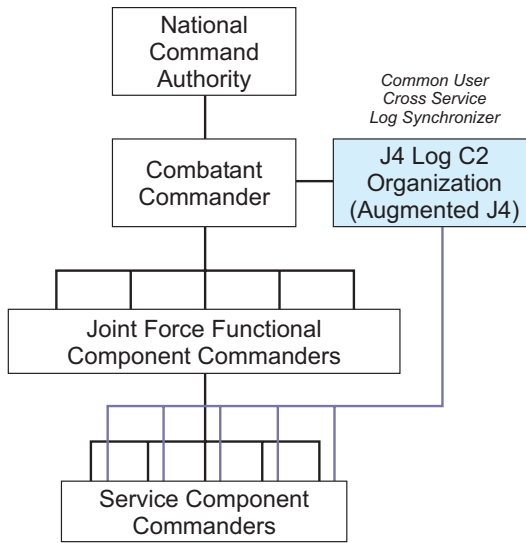 National
Command
Authority
Common User
Cross Service
Log Synchronizer
Combatant
Commander
J4 Log C2
Organization
(Augmented J4)
Joint Force Functional
Component Commanders
Service Component
Commanders